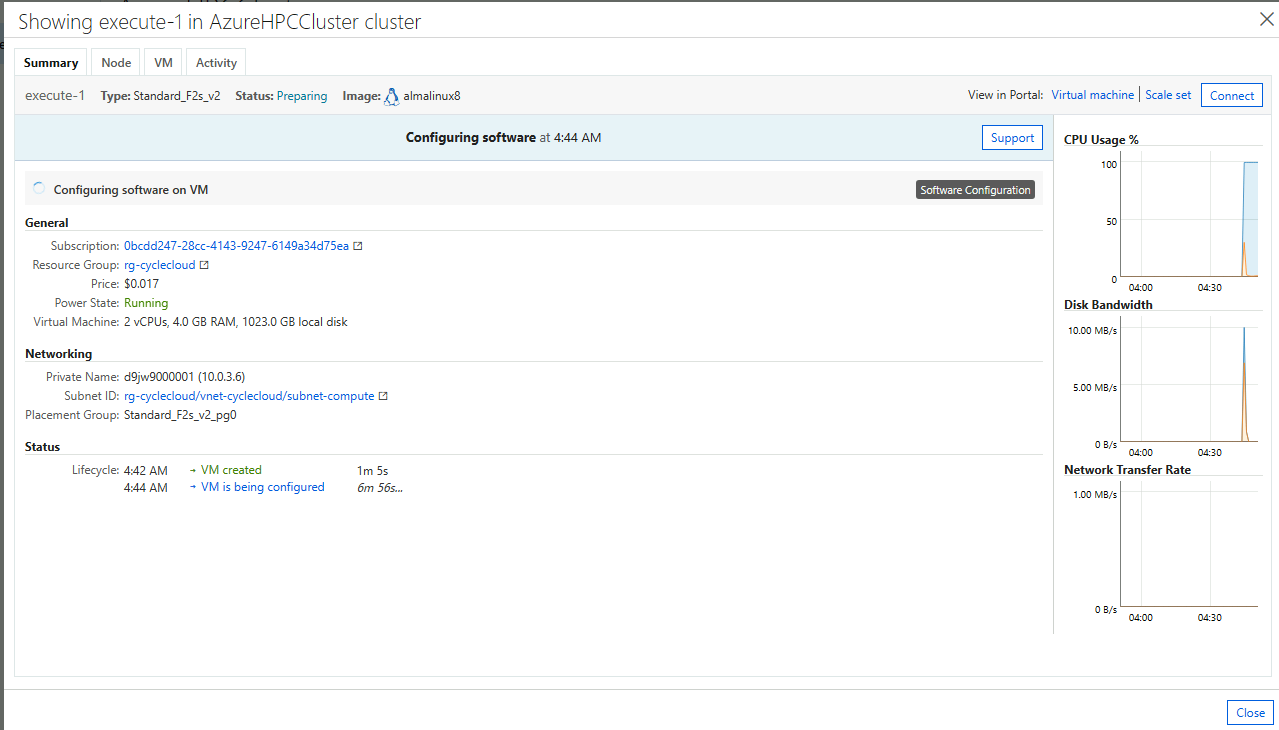 Showing execute-1 in AzureHPCCluster cluster
Summary Node VM Activity
execute-1 Type: Standard_F2s_v2 Status: Preparing Image: almalinux8 View in Portal: Virtual machine | Scale set Connect
Configuring software at 4:44 AM Support
Configuring software on VM Software Configuration
General
Subscription: 0bcdd247-28cc-4143-9247-6149a34d75ea
Resource Group: rg-cyclecloud
Price: $0.017
Power State: Running
Virtual Machine: 2 vCPUs, 4.0 GB RAM, 1023.0 GB local disk
Networking
Private Name: d9jw9000001 (10.0.3.6)
Subnet ID: rg-cyclecloud/vnet-cyclecloud/subnet-compute
Placement Group: Standard_F2s_v2_pg0
Status
Lifecycle: 4:42 AM → VM created 1m 5s
4:44 AM → VM is being configured 6m 56s...
CPU Usage %
100
50
0
04:00 04:30
Disk Bandwidth
10.00 MB/s
5.00 MB/s
0 B/s
04:00 04:30
Network Transfer Rate
1.00 MB/s
0 B/s
04:00 04:30
Close